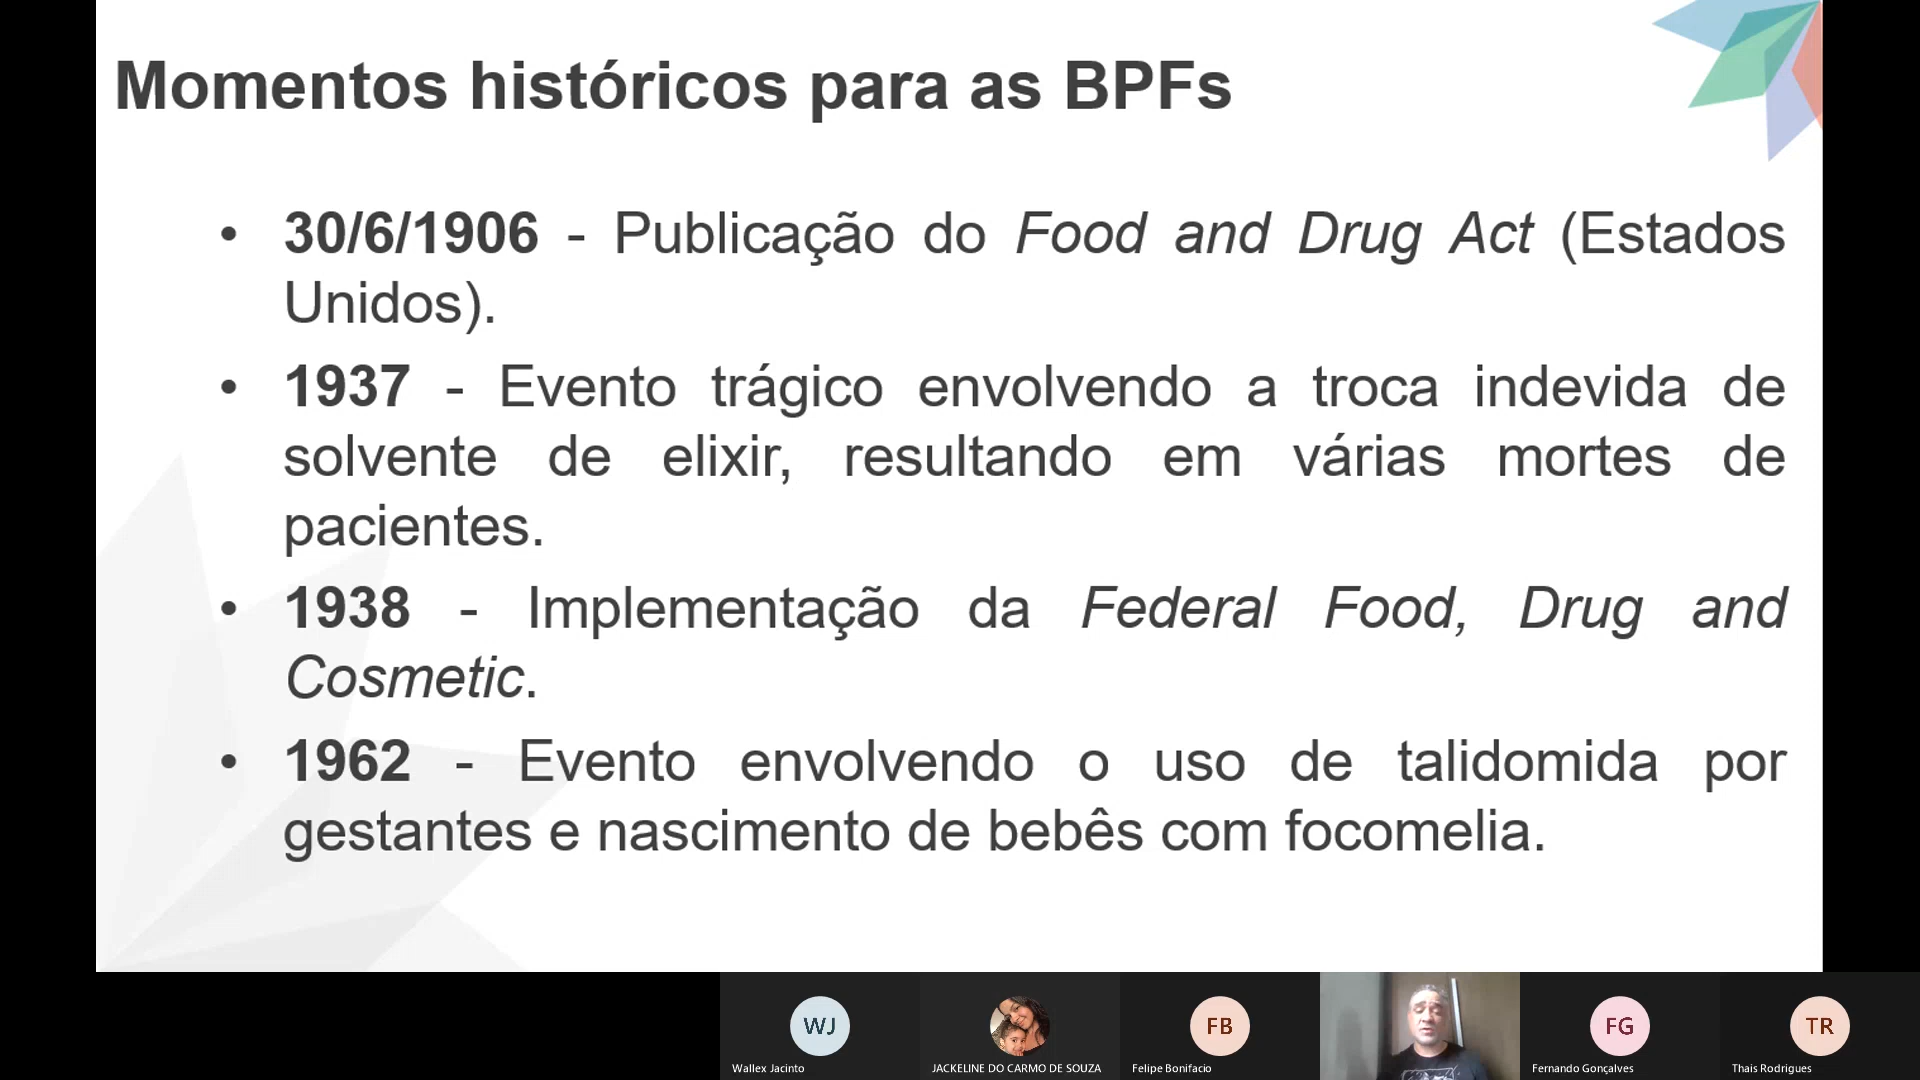 Momentos históricos para as BPFs
• 30/6/1906 - Publicação do Food and Drug Act (Estados
Unidos).
• 1937 - Evento trágico envolvendo a troca indevida de
solvente de elixir, resultando em várias mortes de
pacientes.
• 1938 - Implementação da Federal Food, Drug and
Cosmetic.
• 1962 - Evento envolvendo o uso de talidomida por
gestantes e nascimento de bebês com focomelia.
WJ
FB
FG
TR
Wallex Jacinto
JACKELINE DO CARMO DE SOUZA
Felipe Bonifacio
Fernando Gonçalves
Thais Rodrigues